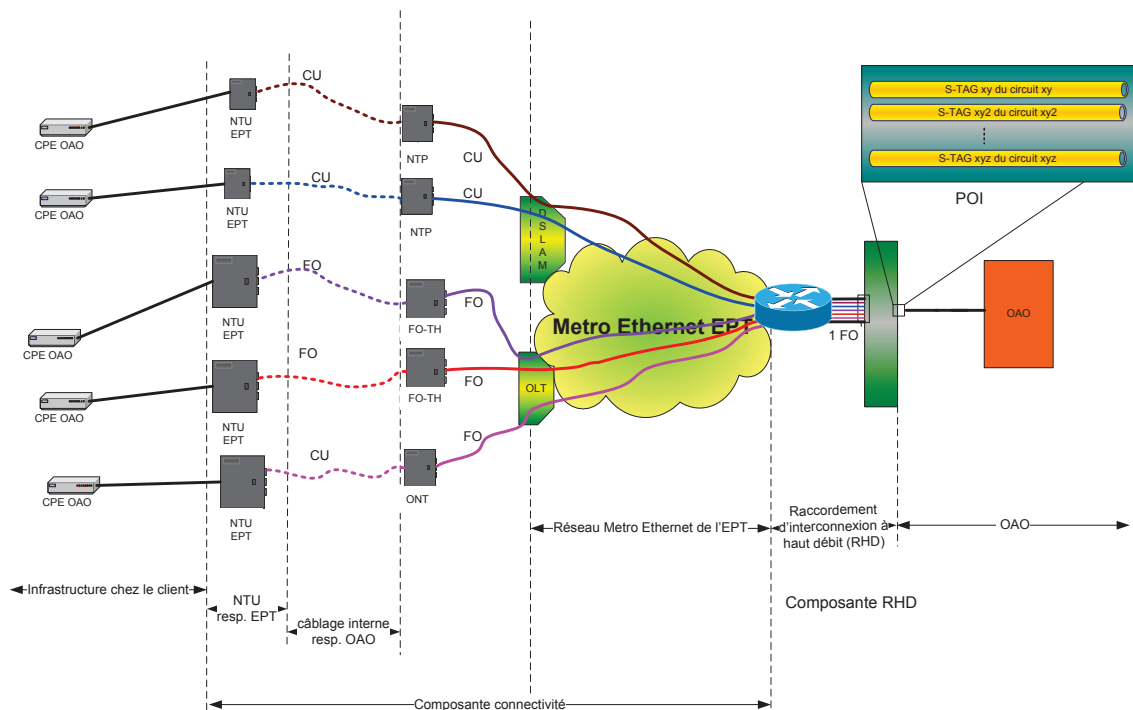 S-TAG xy du circuit xy
S-TAG xy2 du circuit xy2
S-TAG xyz du circuit xyz
POI
CU
NTU
EPT
CPE OAO
NTP
CU
CU
NTU
EPT
CPE OAO
NTP
CU
DSLAM
FO
NTU
EPT
CPE OAO
FO-TH
FO
Metro Ethernet EPT
1 FO
OAO
FO
NTU
EPT
CPE OAO
FO-TH
FO
OLT
CU
NTU
EPT
CPE OAO
ONT
FO
Réseau Metro Ethernet de l'EPT
Raccordement
d'interconnexion à
haut débit (RHD)
OAO
Infrastructure chez le client
NTU
resp. EPT
câblage interne
resp. OAO
Composante RHD
Composante connectivité